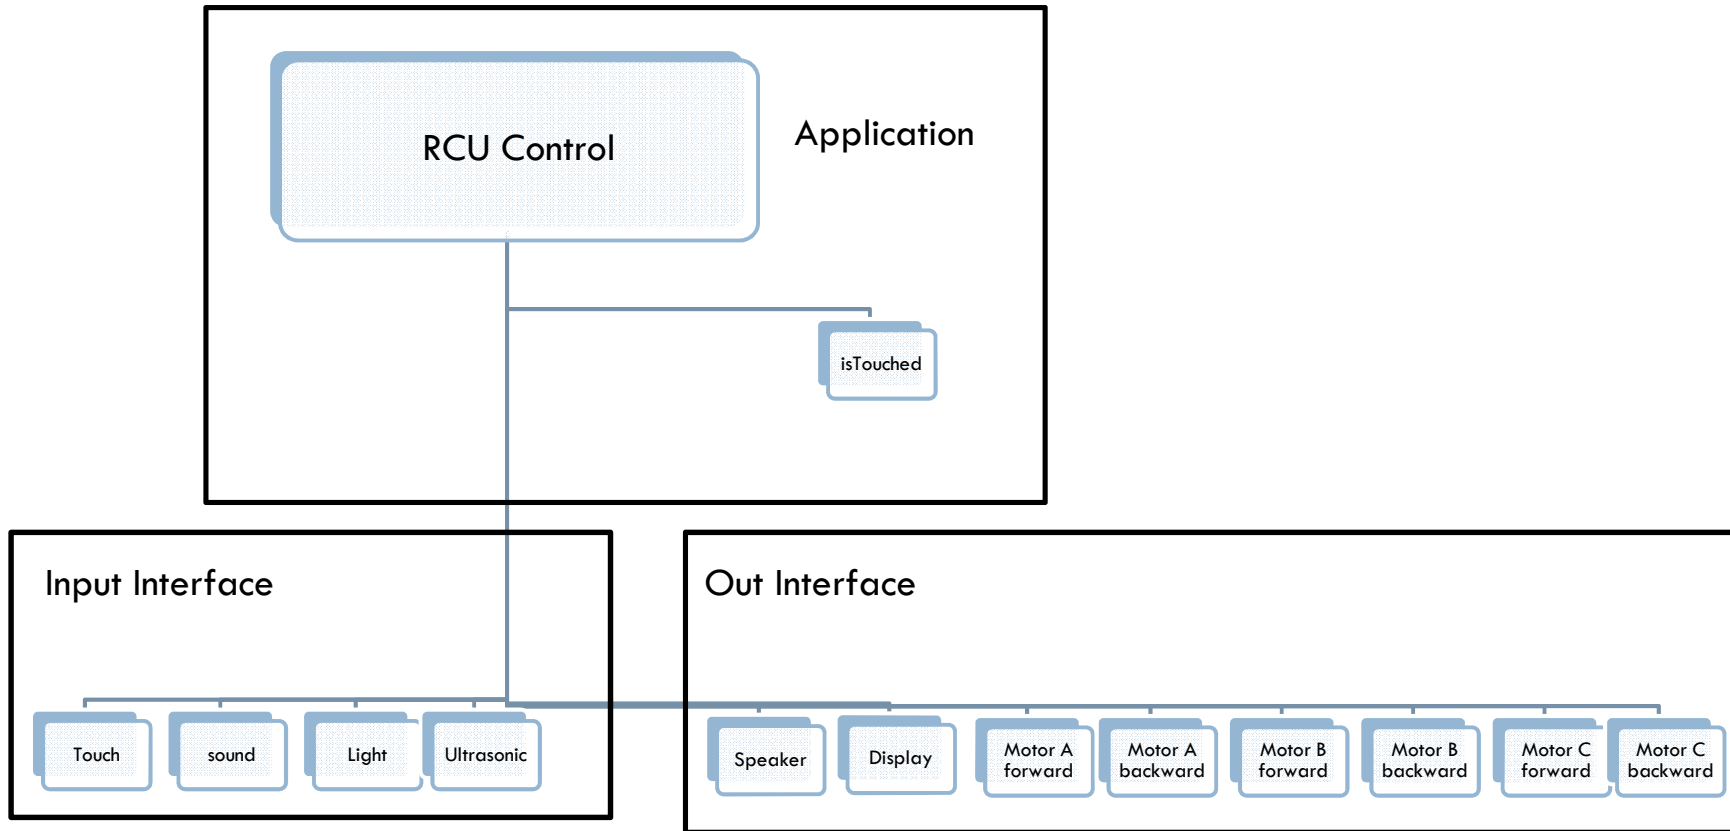 RCU Control
Application
isTouched
Input Interface
Out Interface
Touch
sound
Light
Ultrasonic
Speaker
Display
Motor A
forward
Motor A
backward
Motor B
forward
Motor B
backward
Motor C
forward
Motor C
backward